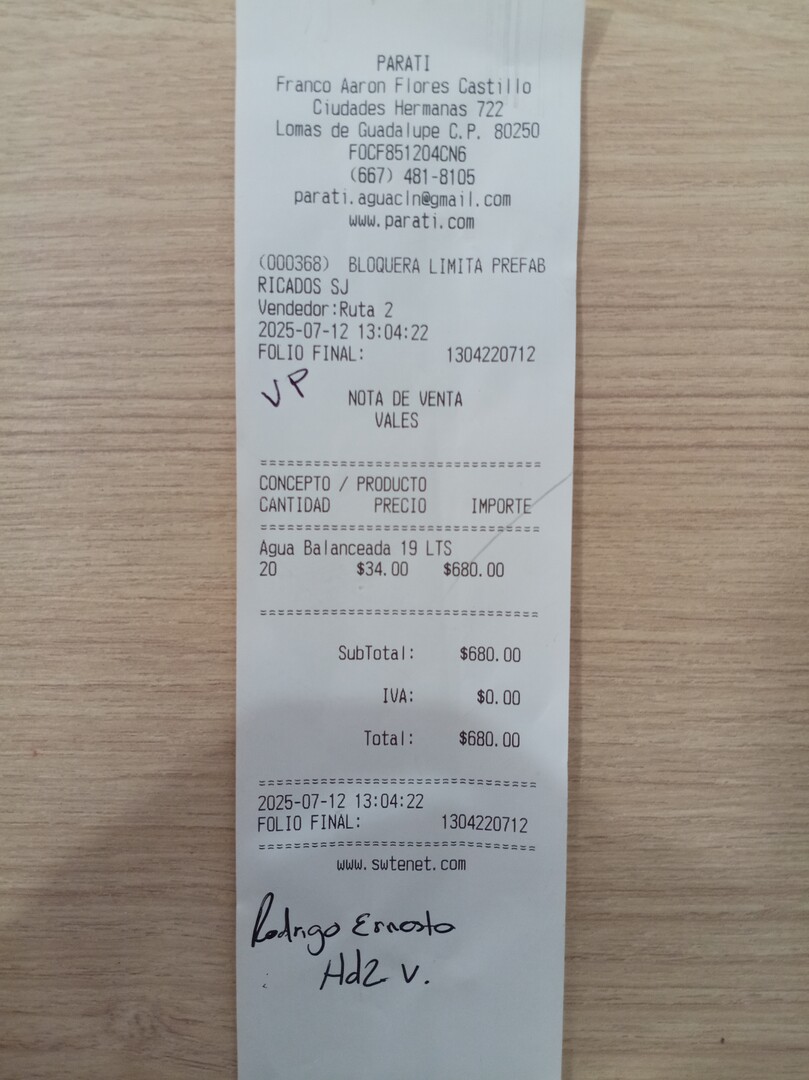 PARATI
Franco Aaron Flores Castillo
Ciudades Hermanas 722
Lomas de Guadalupe C.P. 80250
FOCF851204CN6
(667) 481-8105
parati.aguacln@gmail.com
www.parati.com
(000368) BLOQUERA LIMITA PREFAB
RICADOS SJ
Vendedor:Ruta 2
2025-07-12 13:04:22
FOLIO FINAL: 1304220712
VP
NOTA DE VENTA
VALES
================================
CONCEPTO / PRODUCTO
CANTIDAD PRECIO IMPORTE
================================
Agua Balanceada 19 LTS
20 $34.00 $680.00
================================
SubTotal: $680.00
IVA: $0.00
Total: $680.00
================================
2025-07-12 13:04:22
FOLIO FINAL: 1304220712
================================
www.swtenet.com
Rodrigo Ernesto
Hdz V.